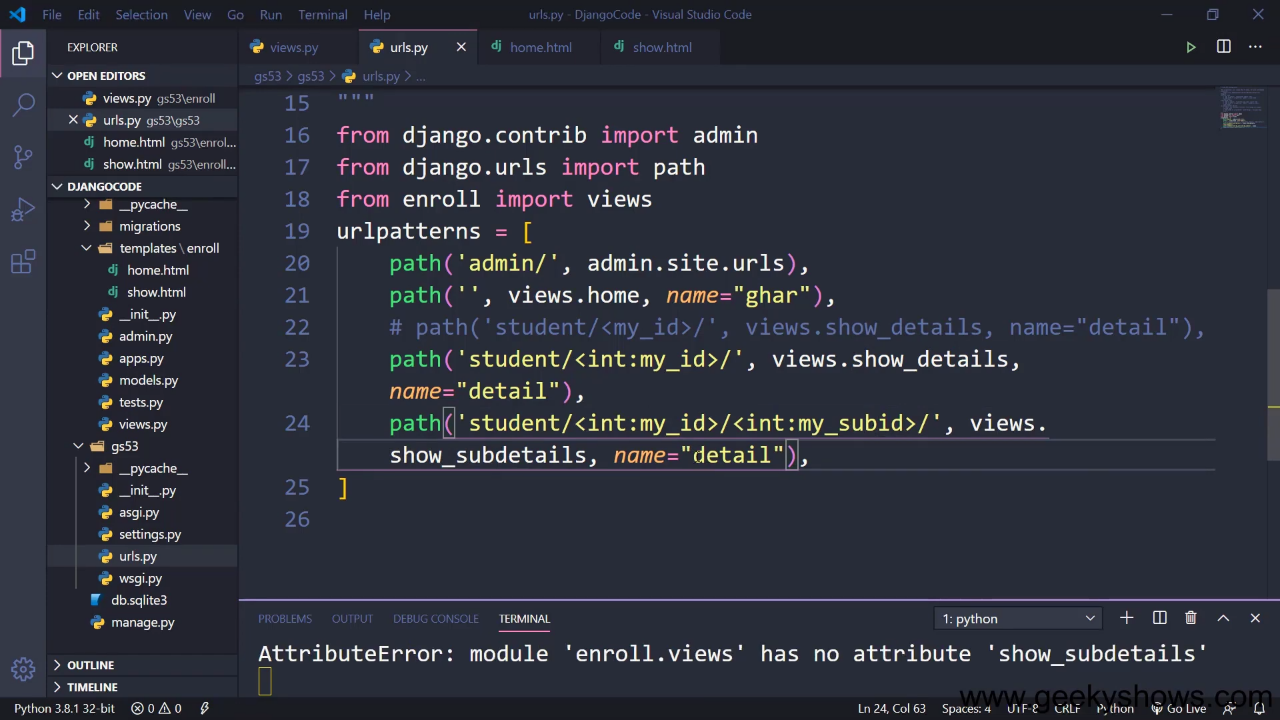 File Edit Selection View Go Run Terminal Help urls.py - DjangoCode - Visual Studio Code
EXPLORER
OPEN EDITORS
views.py gs53\enroll
urls.py gs53\gs53
home.html gs53\enrol...
show.html gs53\enroll...
DJANGOCODE
__pycache__
migrations
templates \ enroll
home.html
show.html
__init__.py
admin.py
apps.py
models.py
tests.py
views.py
gs53
__pycache__
__init__.py
asgi.py
settings.py
urls.py
wsgi.py
db.sqlite3
manage.py
OUTLINE
TIMELINE
views.py urls.py home.html show.html
gs53 > gs53 > urls.py > ...
15 """
16 from django.contrib import admin
17 from django.urls import path
18 from enroll import views
19 urlpatterns = [
20 path('admin/', admin.site.urls),
21 path('', views.home, name="ghar"),
22 # path('student/<my_id>/', views.show_details, name="detail"),
23 path('student/<int:my_id>/', views.show_details,
name="detail"),
24 path('student/<int:my_id>/<int:my_subid>/', views.
show_subdetails, name="detail"),
25 ]
26
PROBLEMS OUTPUT DEBUG CONSOLE TERMINAL 1: python
AttributeError: module 'enroll.views' has no attribute 'show_subdetails'
www.geekyshows.com
Python 3.8.1 32-bit 0 0 Ln 24, Col 63 Spaces: 4 UTF-8 CRLF Python Go Live